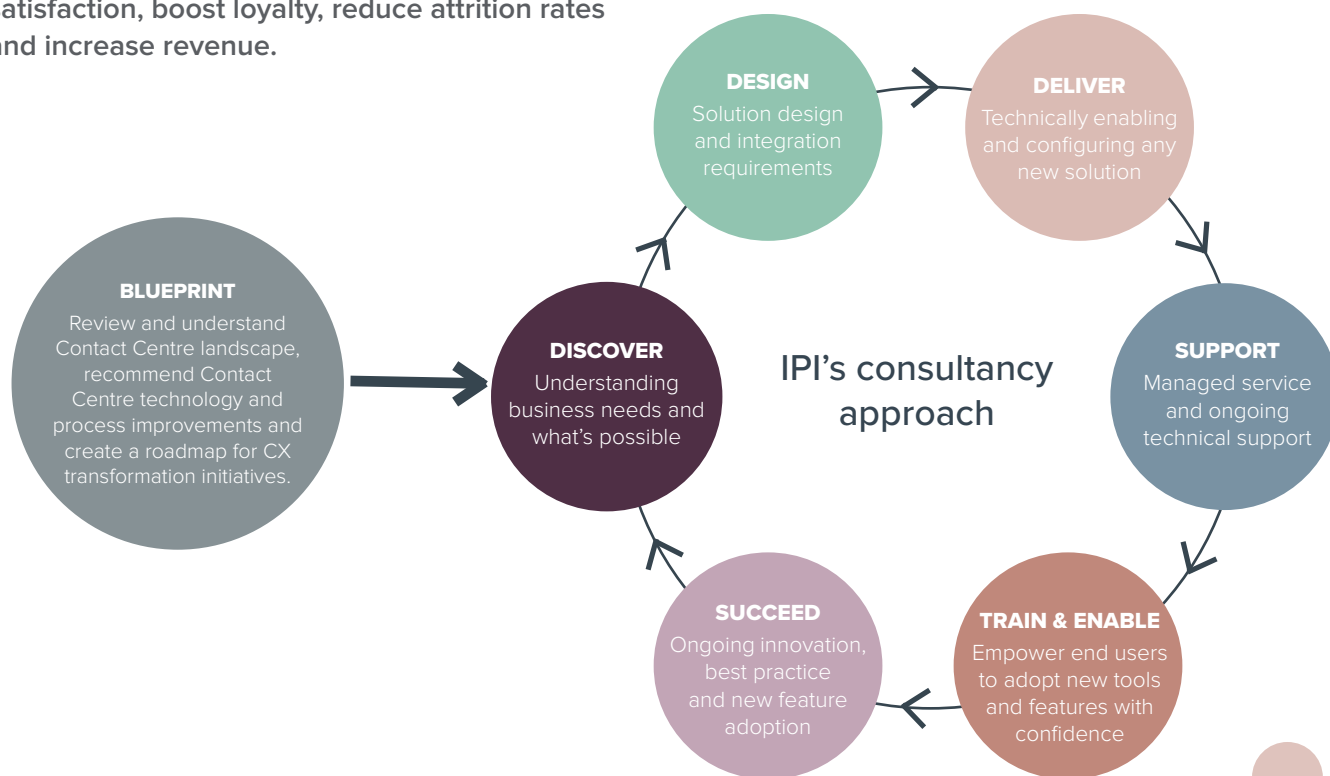 satisfaction, boost loyalty, reduce attrition rates
and increase revenue.
BLUEPRINT
Review and understand
Contact Centre landscape,
recommend Contact
Centre technology and
process improvements and
create a roadmap for CX
transformation initiatives.
DISCOVER
Understanding
business needs and
what's possible
DESIGN
Solution design
and integration
requirements
DELIVER
Technically enabling
and configuring any
new solution
SUPPORT
Managed service
and ongoing
technical support
TRAIN & ENABLE
Empower end users
to adopt new tools
and features with
confidence
SUCCEED
Ongoing innovation,
best practice
and new feature
adoption
IPI's consultancy
approach